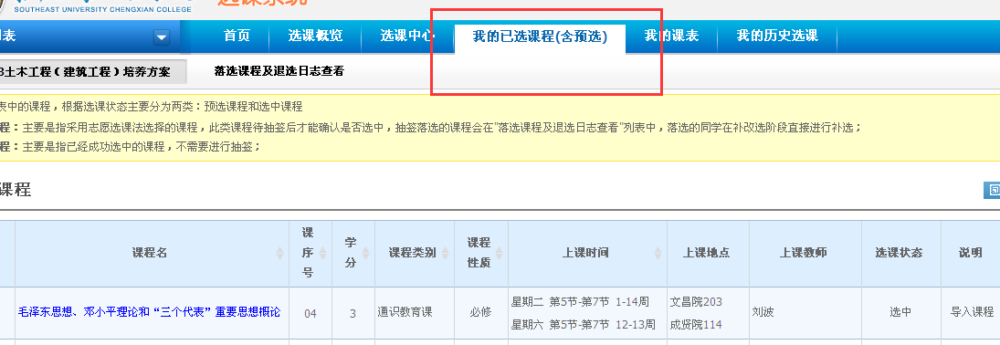 SOUTHEAST UNIVERSITY CHENGXIAN COLLEGE
选课系统
列表
首页
选课概览
选课中心
我的已选课程(含预选)
我的课表
我的历史选课
3土木工程(建筑工程)培养方案
落选课程及退选日志查看
表中的课程，根据选课状态主要分为两类：预选课程和选中课程
程：主要是指采用志愿选课法选择的课程，此类课程待抽签后才能确认是否选中，抽签落选的课程会在"落选课程及退选日志查看"列表中，落选的同学在补改选阶段直接进行补选；
程：主要是指已经成功选中的课程，不需要进行抽签；
课程
课程名
课序号
学分
课程类别
课程性质
上课时间
上课地点
上课教师
选课状态
说明
毛泽东思想、邓小平理论和“三个代表”重要思想概论
04
3
通识教育课
必修
星期二 第5节-第7节 1-14周
星期六 第5节-第7节 12-13周
文昌院203
成贤院114
刘波
选中
导入课程